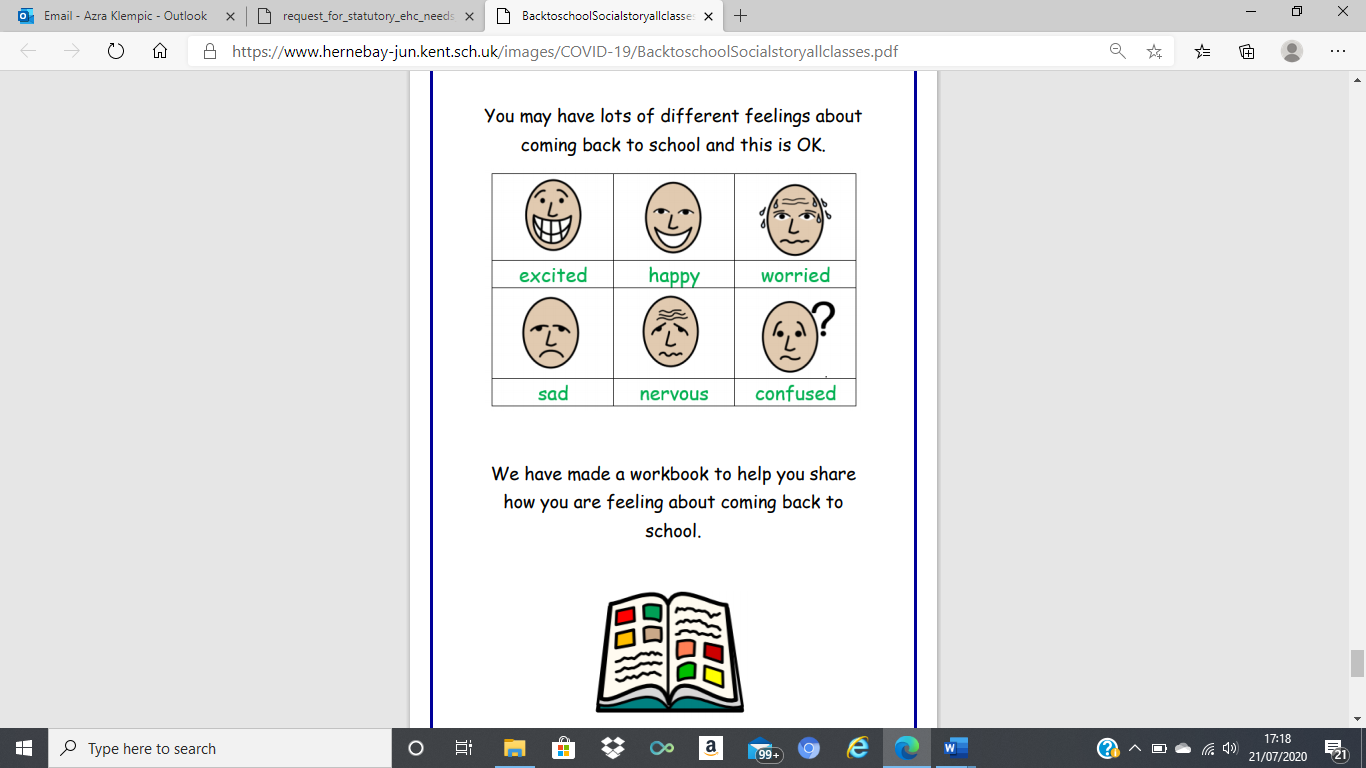 Email - Azra Klempic - Outlook
request_for_statutory_ehc_needs
BacktoschoolSocialstoryallclasses
https://www.hernebay-jun.kent.sch.uk/images/COVID-19/BacktoschoolSocialstoryallclasses.pdf
You may have lots of different feelings about
coming back to school and this is OK.
?
excited happy worried
sad nervous confused
We have made a workbook to help you share
how you are feeling about coming back to
school.
Type here to search
a
99+
W
17:18
21/07/2020
21